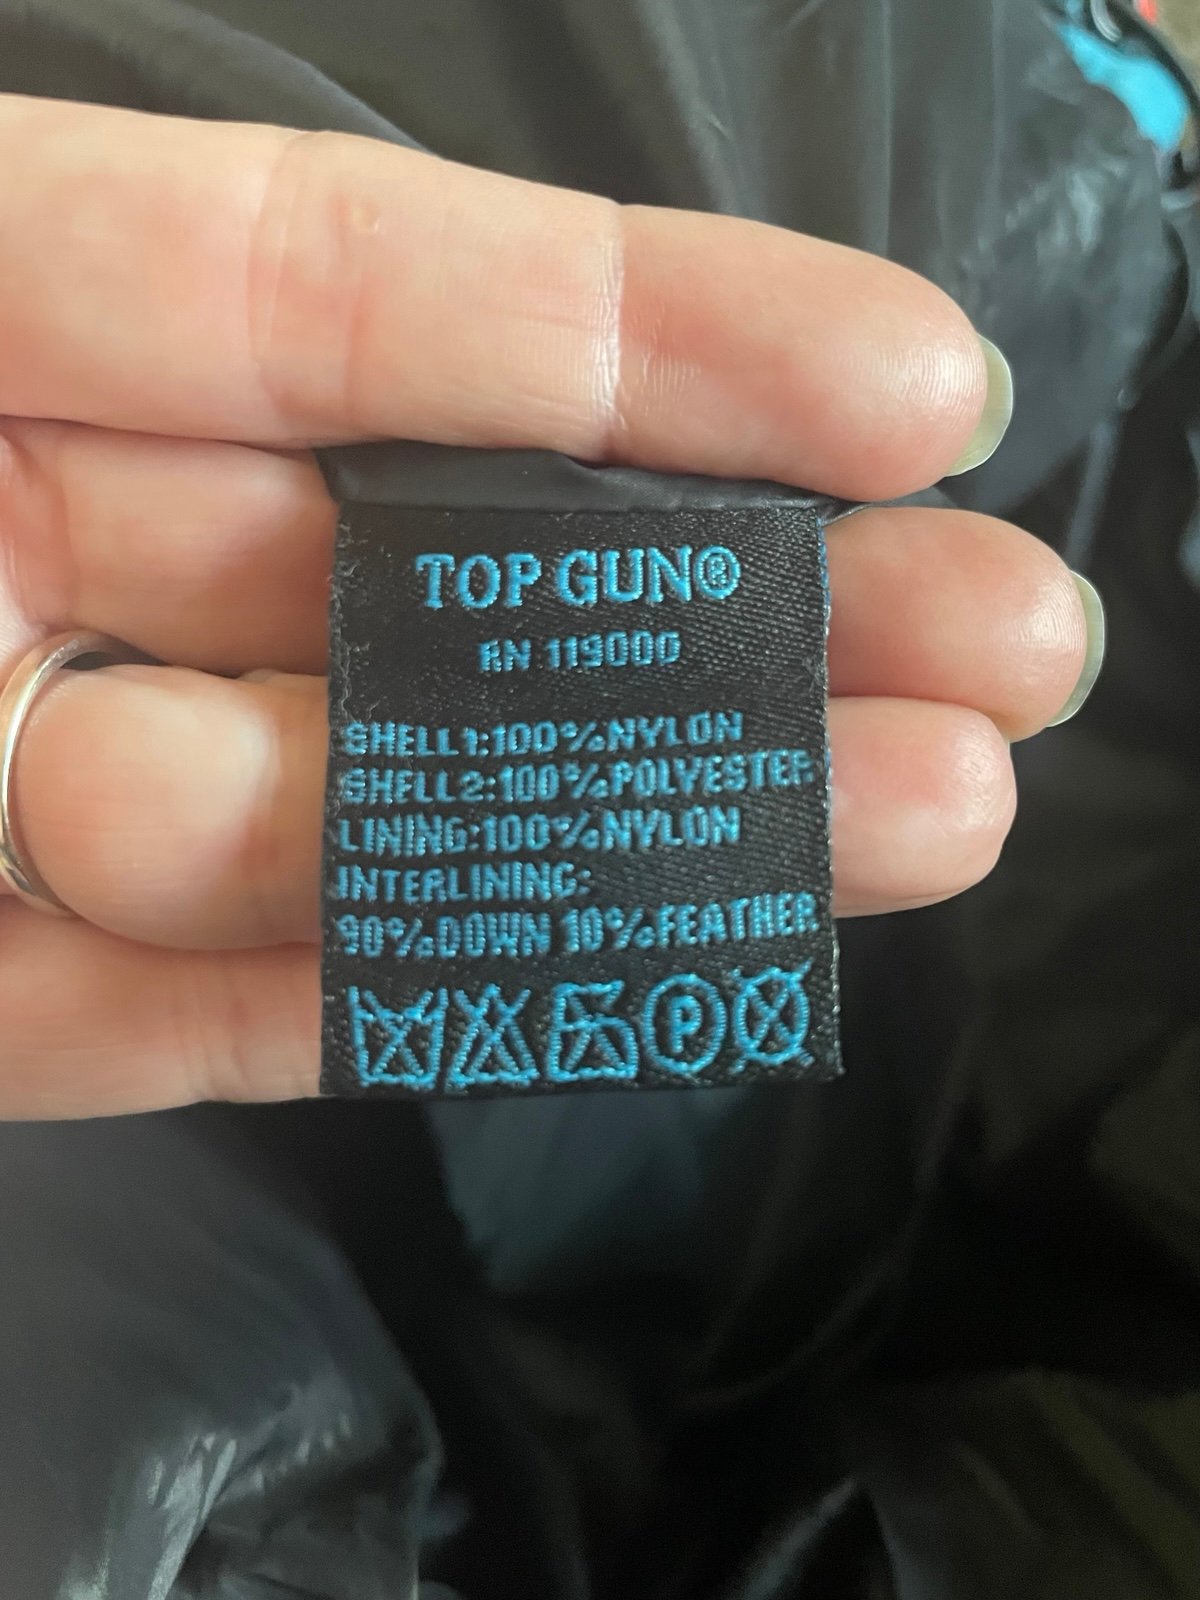 TOP GUN®
RN 119000
SHELL1:100%NYLON
SHELL2:100%POLYESTER
LINING:100%NYLON
INTERLINING:
90%DOWN 10%FEATHER
P